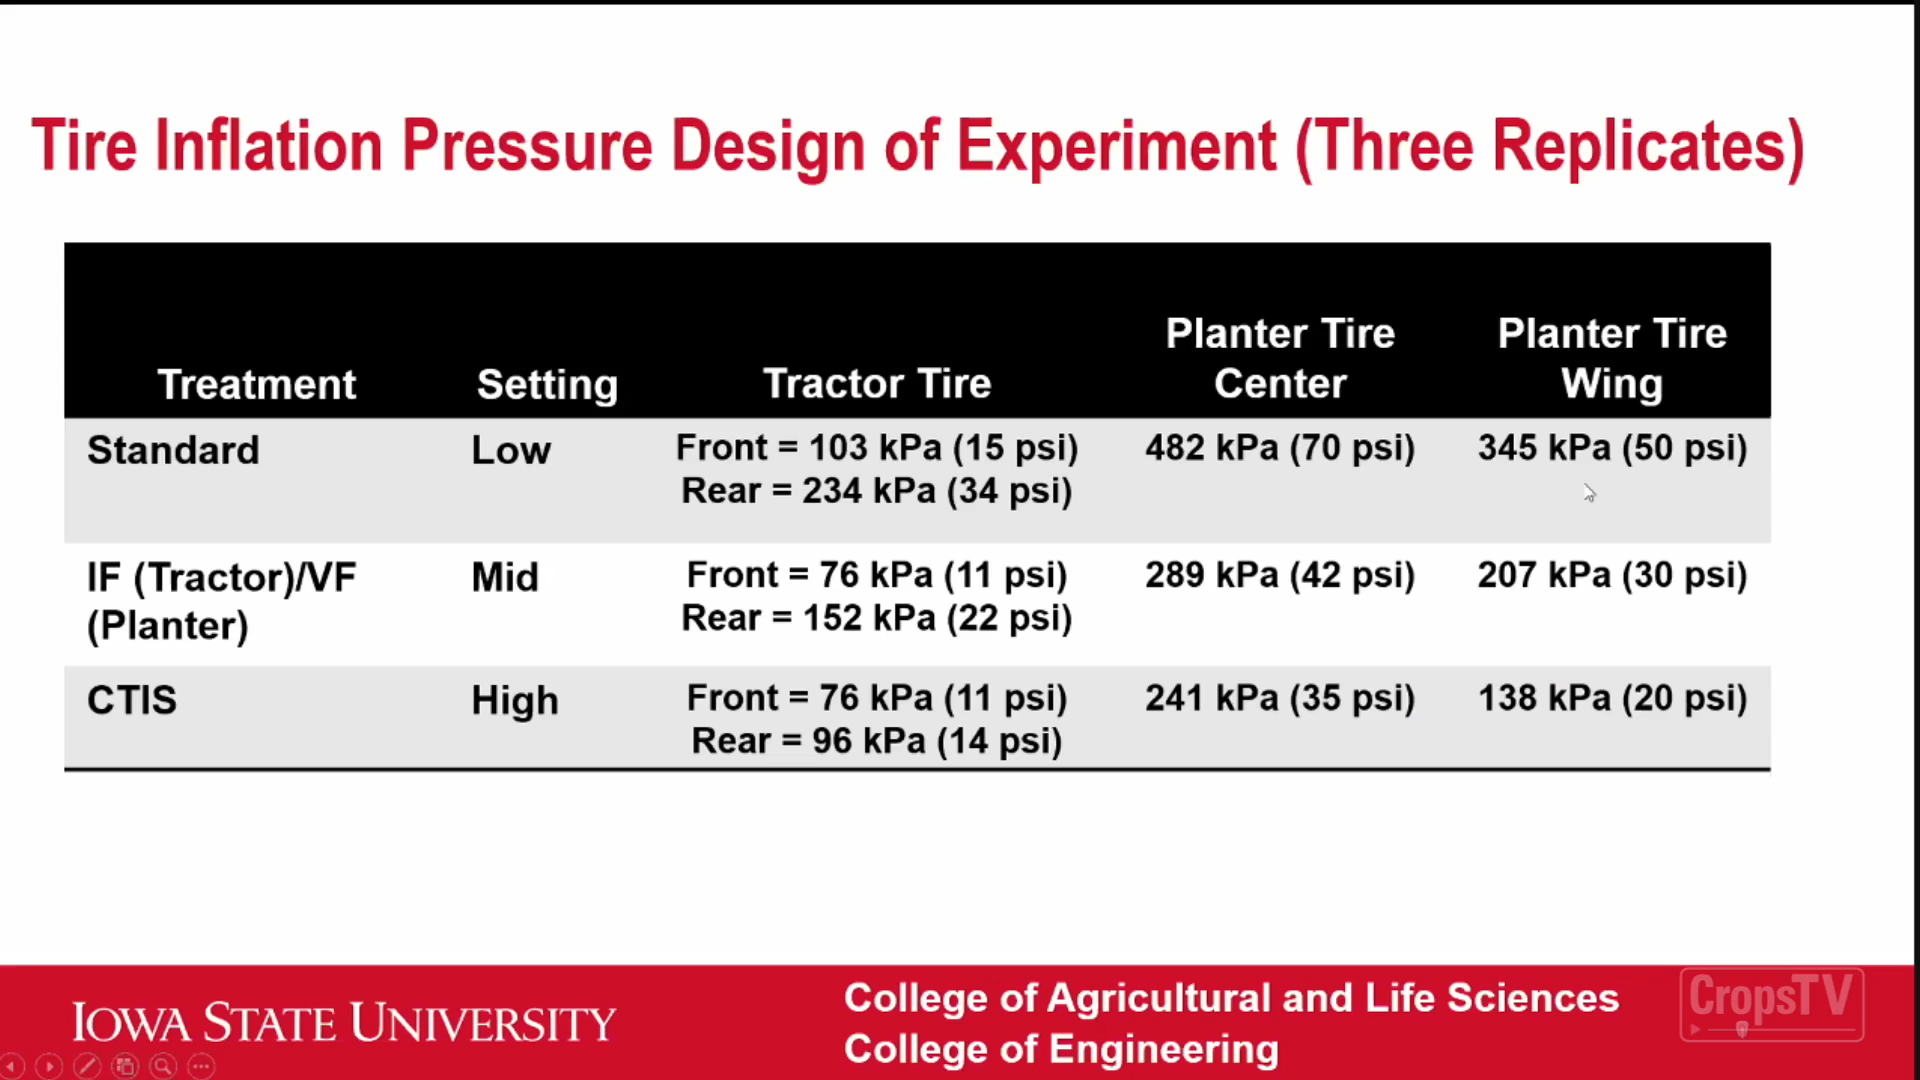 Tire Inflation Pressure Design of Experiment (Three Replicates)
Treatment Setting Tractor Tire Planter Tire Center Planter Tire Wing
Standard Low Front = 103 kPa (15 psi) 482 kPa (70 psi) 345 kPa (50 psi)
Rear = 234 kPa (34 psi)
IF (Tractor)/VF Mid Front = 76 kPa (11 psi) 289 kPa (42 psi) 207 kPa (30 psi)
(Planter) Rear = 152 kPa (22 psi)
CTIS High Front = 76 kPa (11 psi) 241 kPa (35 psi) 138 kPa (20 psi)
Rear = 96 kPa (14 psi)
IOWA STATE UNIVERSITY
College of Agricultural and Life Sciences
College of Engineering
CropsTV